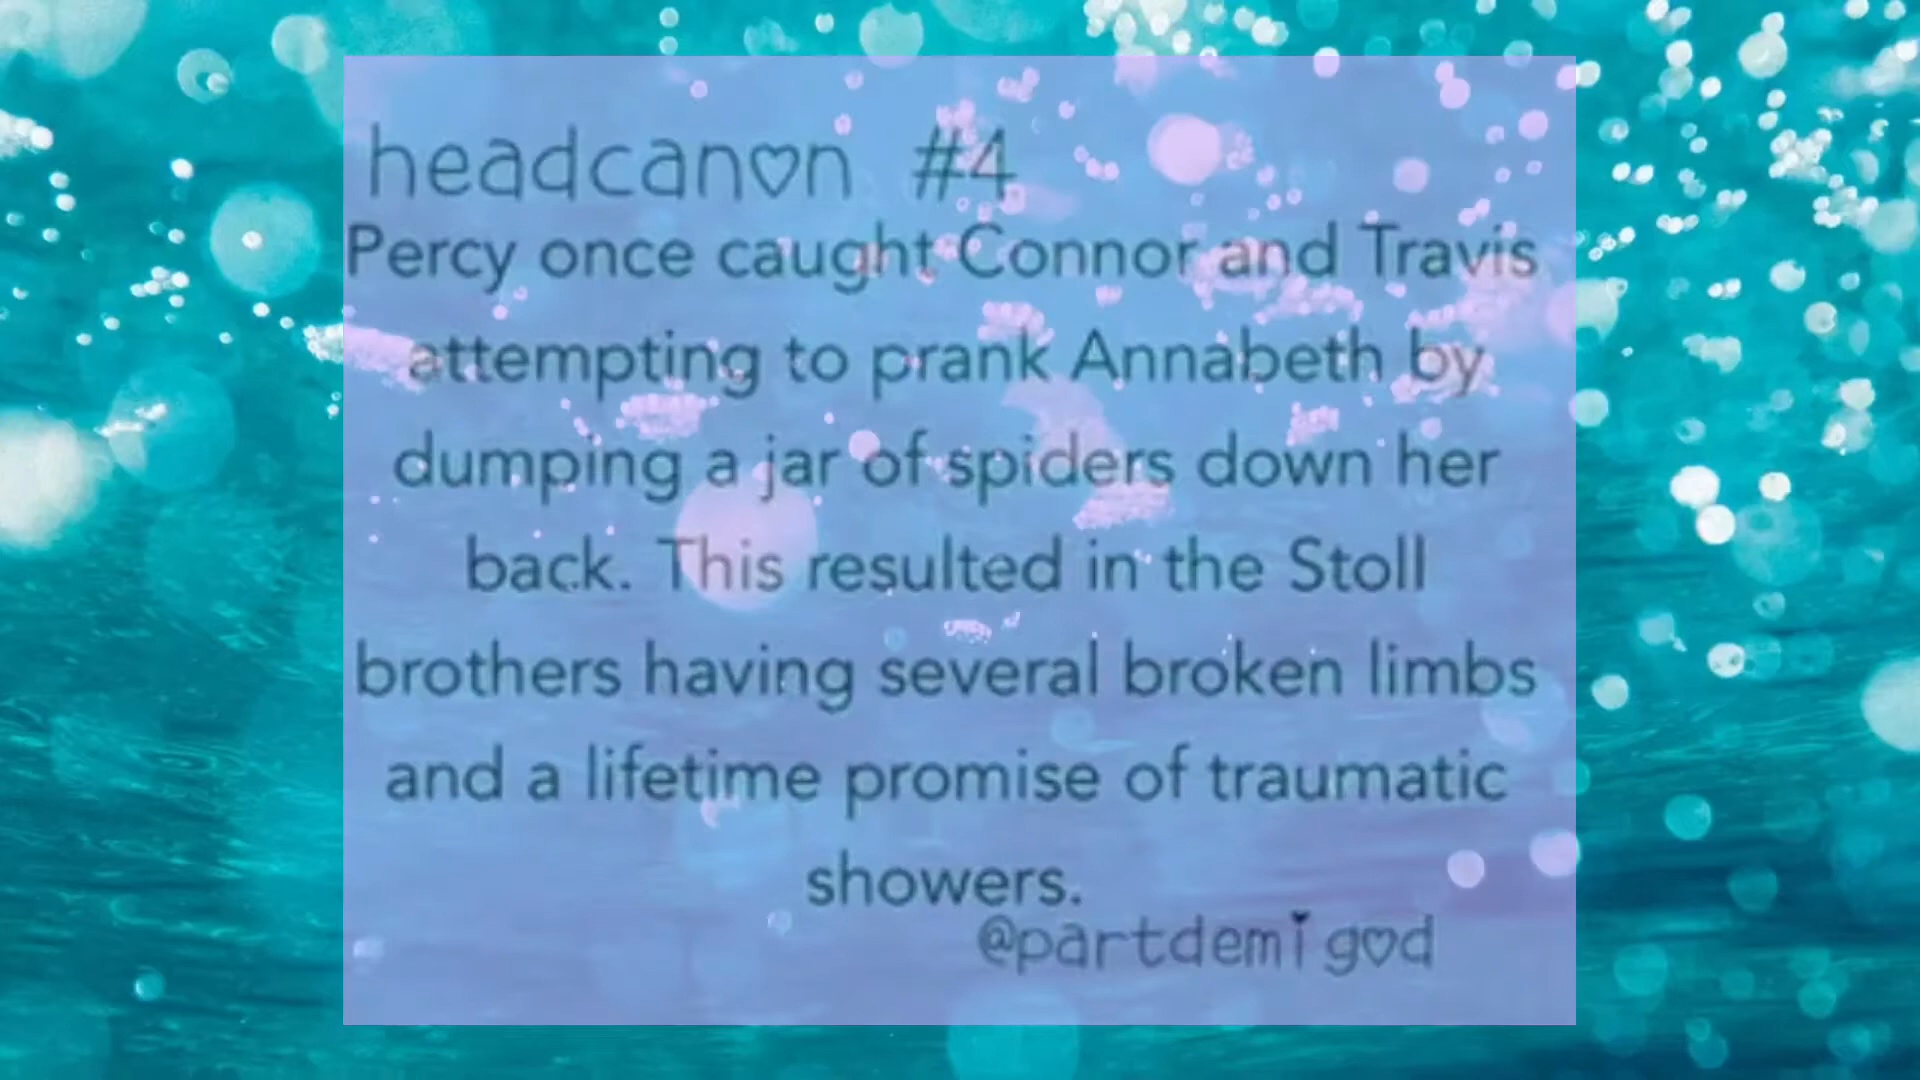 headcanon #4
Percy once caught Connor and Travis
attempting to prank Annabeth by
dumping a jar of spiders down her
back. This resulted in the Stoll
brothers having several broken limbs
and a lifetime promise of traumatic
showers.
@partdemigod